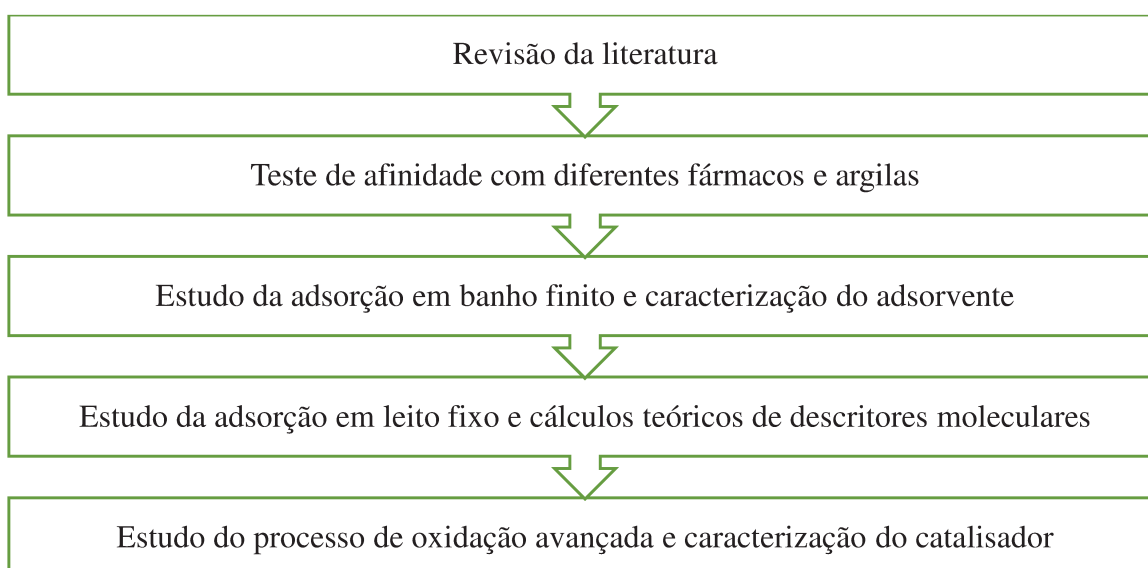 Revisão da literatura
Teste de afinidade com diferentes fármacos e argilas
Estudo da adsorção em banho finito e caracterização do adsorvente
Estudo da adsorção em leito fixo e cálculos teóricos de descritores moleculares
Estudo do processo de oxidação avançada e caracterização do catalisador